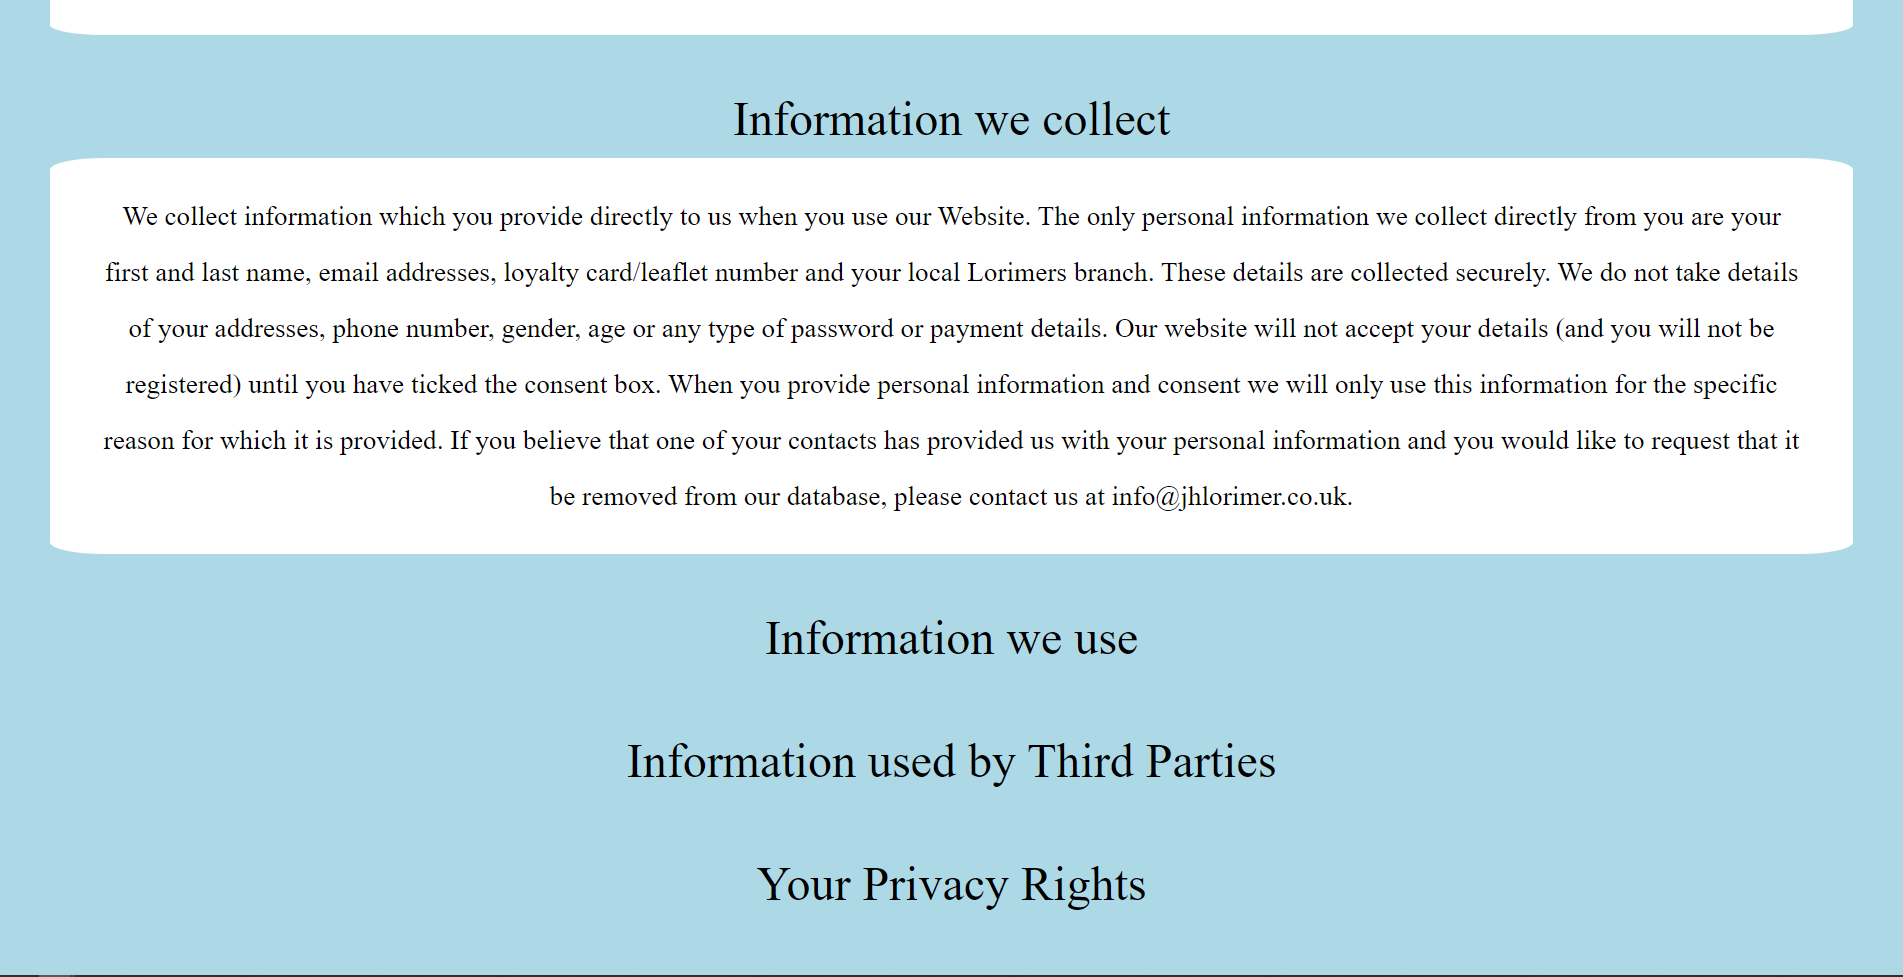 Information we collect
We collect information which you provide directly to us when you use our Website. The only personal information we collect directly from you are your
first and last name, email addresses, loyalty card/leaflet number and your local Lorimers branch. These details are collected securely. We do not take details
of your addresses, phone number, gender, age or any type of password or payment details. Our website will not accept your details (and you will not be
registered) until you have ticked the consent box. When you provide personal information and consent we will only use this information for the specific
reason for which it is provided. If you believe that one of your contacts has provided us with your personal information and you would like to request that it
be removed from our database, please contact us at info@jhlorimer.co.uk.
Information we use
Information used by Third Parties
Your Privacy Rights